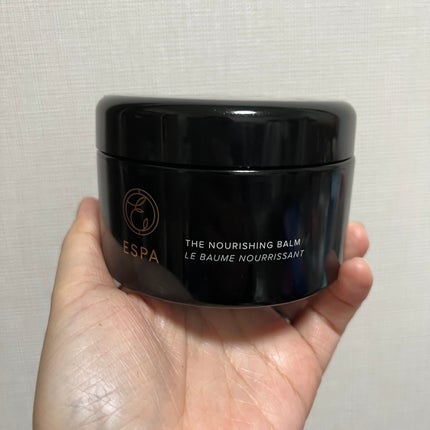 ESPA
THE NOURISHING BALM
LE BAUME NOURRISSANT